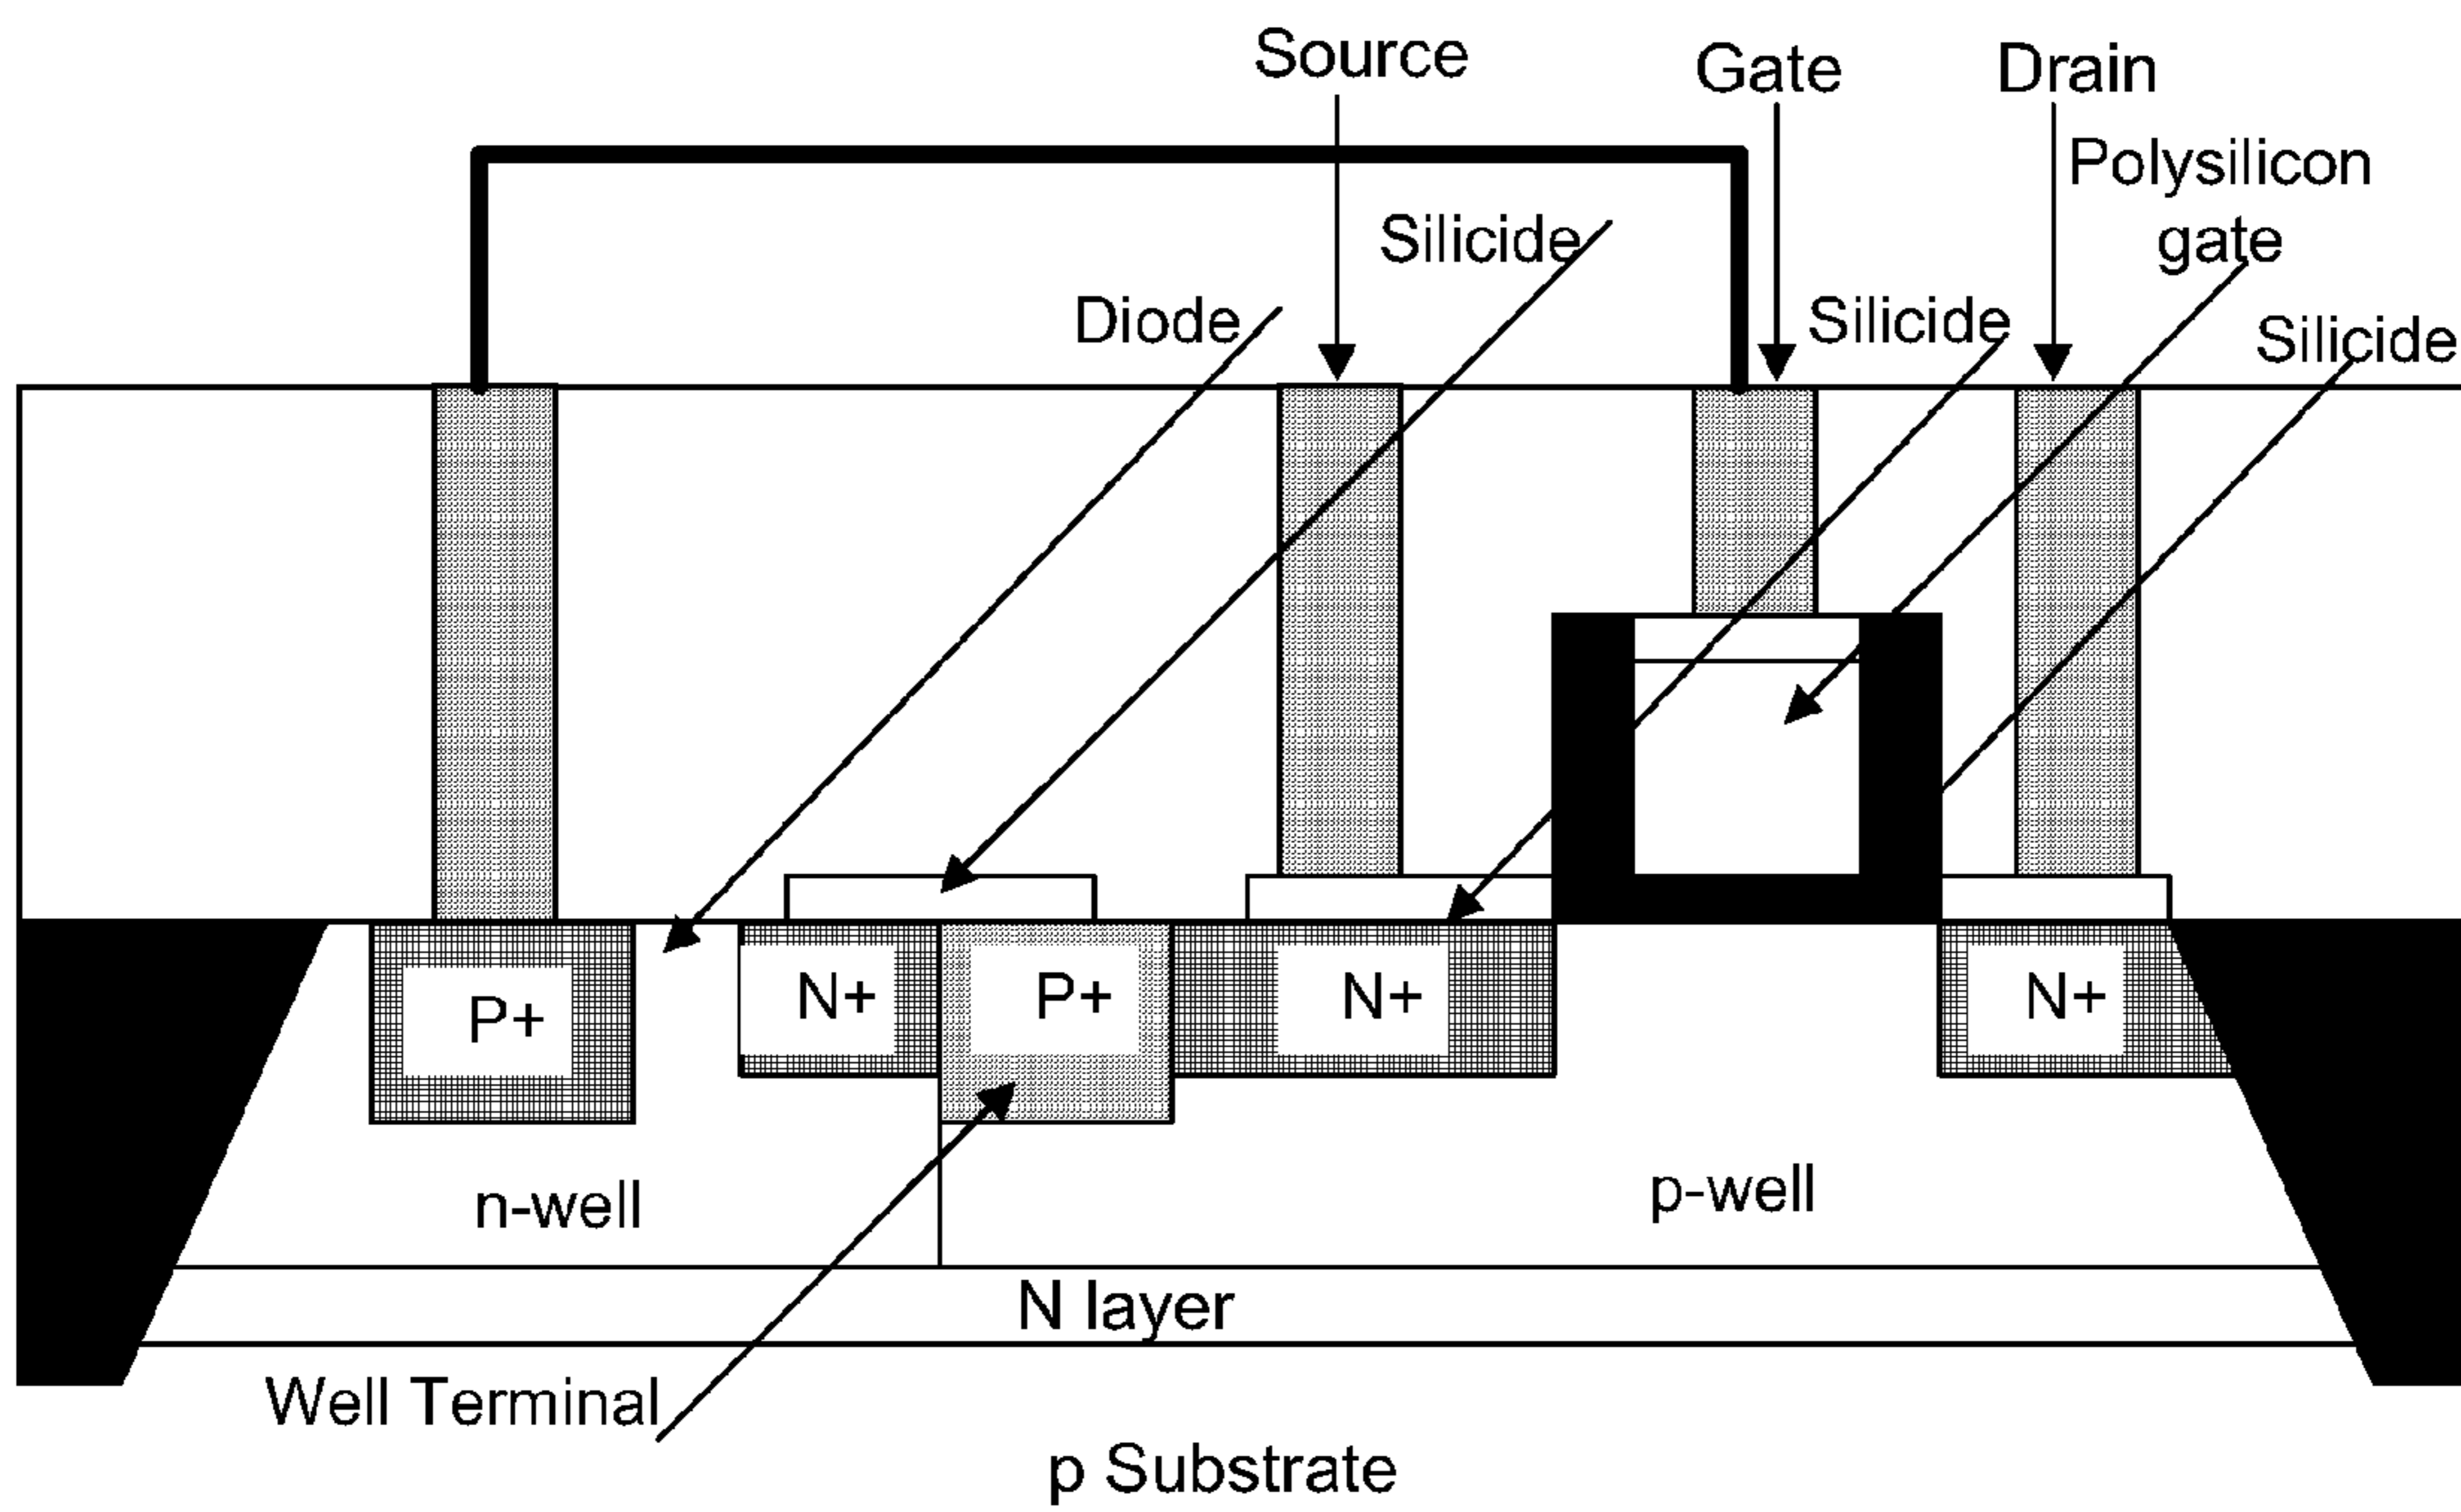 Source
Gate
Drain
Polysilicon
gate
Silicide
Diode
Silicide
Silicide
P+
N+
P+
N+
N+
n-well
p-well
N layer
Well Terminal
p Substrate